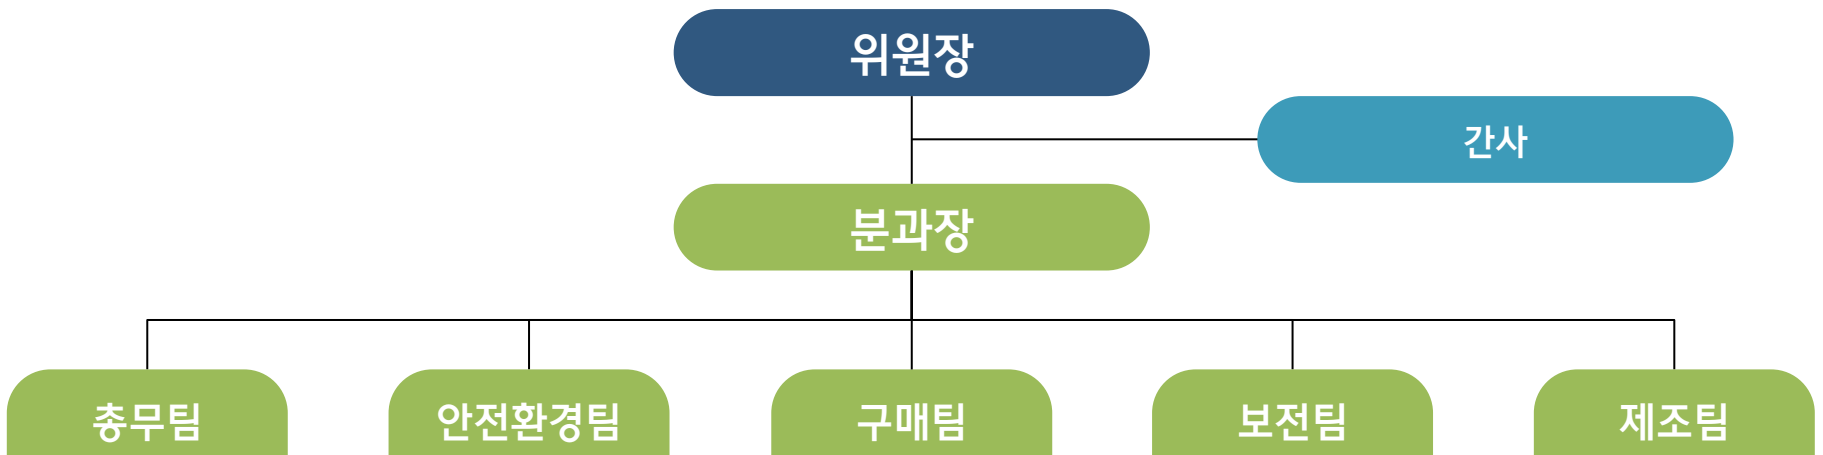 위원장
간사
분과장
총무팀
안전환경팀
구매팀
보전팀
제조팀